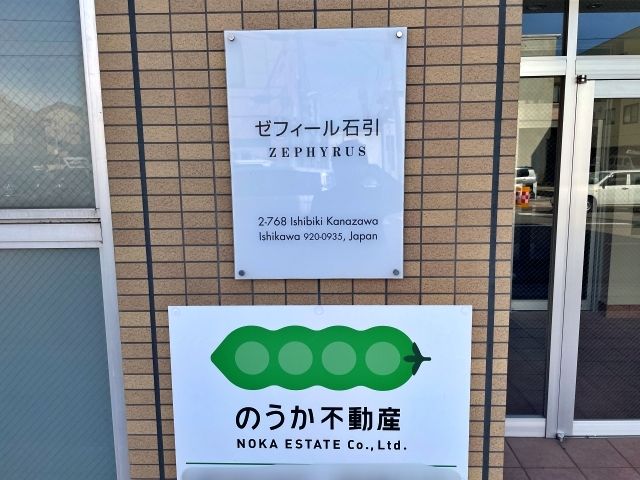 ゼフィール石引
ZEPHYRUS
2-768 Ishibiki Kanazawa
Ishikawa 920-0935, Japan
のうか不動産
NOKA ESTATE Co., Ltd.